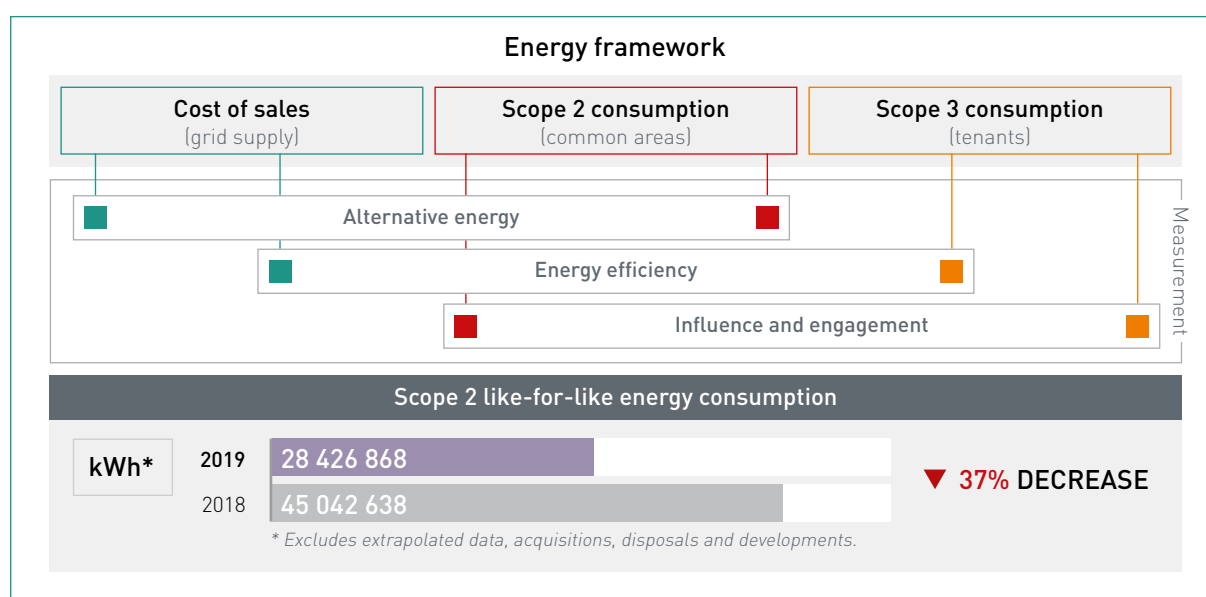 Energy framework
Cost of sales
(grid supply)
Scope 2 consumption
(common areas)
Scope 3 consumption
(tenants)
Alternative energy
Energy efficiency
Influence and engagement
Measurement
Scope 2 like-for-like energy consumption
kWh*
2019
28 426 868
2018
45 042 638
▼ 37% DECREASE
* Excludes extrapolated data, acquisitions, disposals and developments.